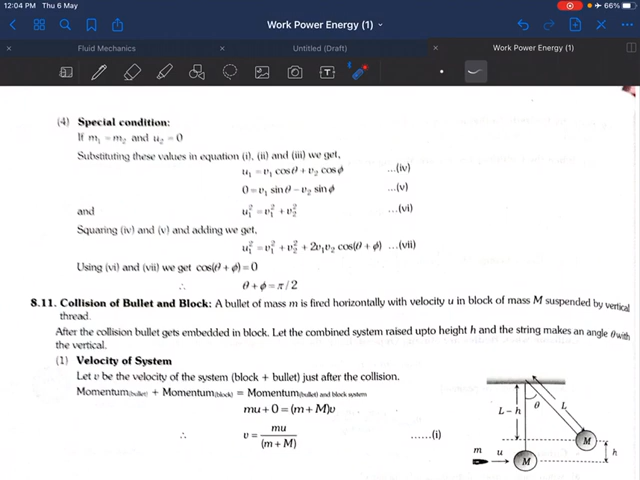 12:04 PM Thu 6 May
66%
Work Power Energy (1)
Fluid Mechanics
Untitled (Draft)
Work Power Energy (1)
(4) Special condition:
If m₁ = m₂ and u₂ = 0
Substituting these values in equation (i), (ii) and (iii) we get,
u₁ = v₁ cosθ + v₂ cosϕ ...(iv)
0 = v₁ sinθ − v₂ sinϕ ...(v)
and u₁² = v₁² + v₂² ...(vi)
Squaring (iv) and (v) and adding we get,
u₁² = v₁² + v₂² + 2v₁v₂ cos(θ + ϕ) ...(vii)
Using (vi) and (vii) we get cos(θ + ϕ) = 0
∴ θ + ϕ = π/2
8.11. Collision of Bullet and Block: A bullet of mass m is fired horizontally with velocity u in block of mass M suspended by vertical
thread.
After the collision bullet gets embedded in block. Let the combined system raised upto height h and the string makes an angle θ with
the vertical.
(1) Velocity of System
Let v be the velocity of the system (block + bullet) just after the collision.
Momentum(bullet) + Momentum(block) = Momentum(bullet) and block system
mu + 0 = (m + M)v
∴ v = mu/(m + M) ......(i)
L − h
θ
L
M
h
m
u
M